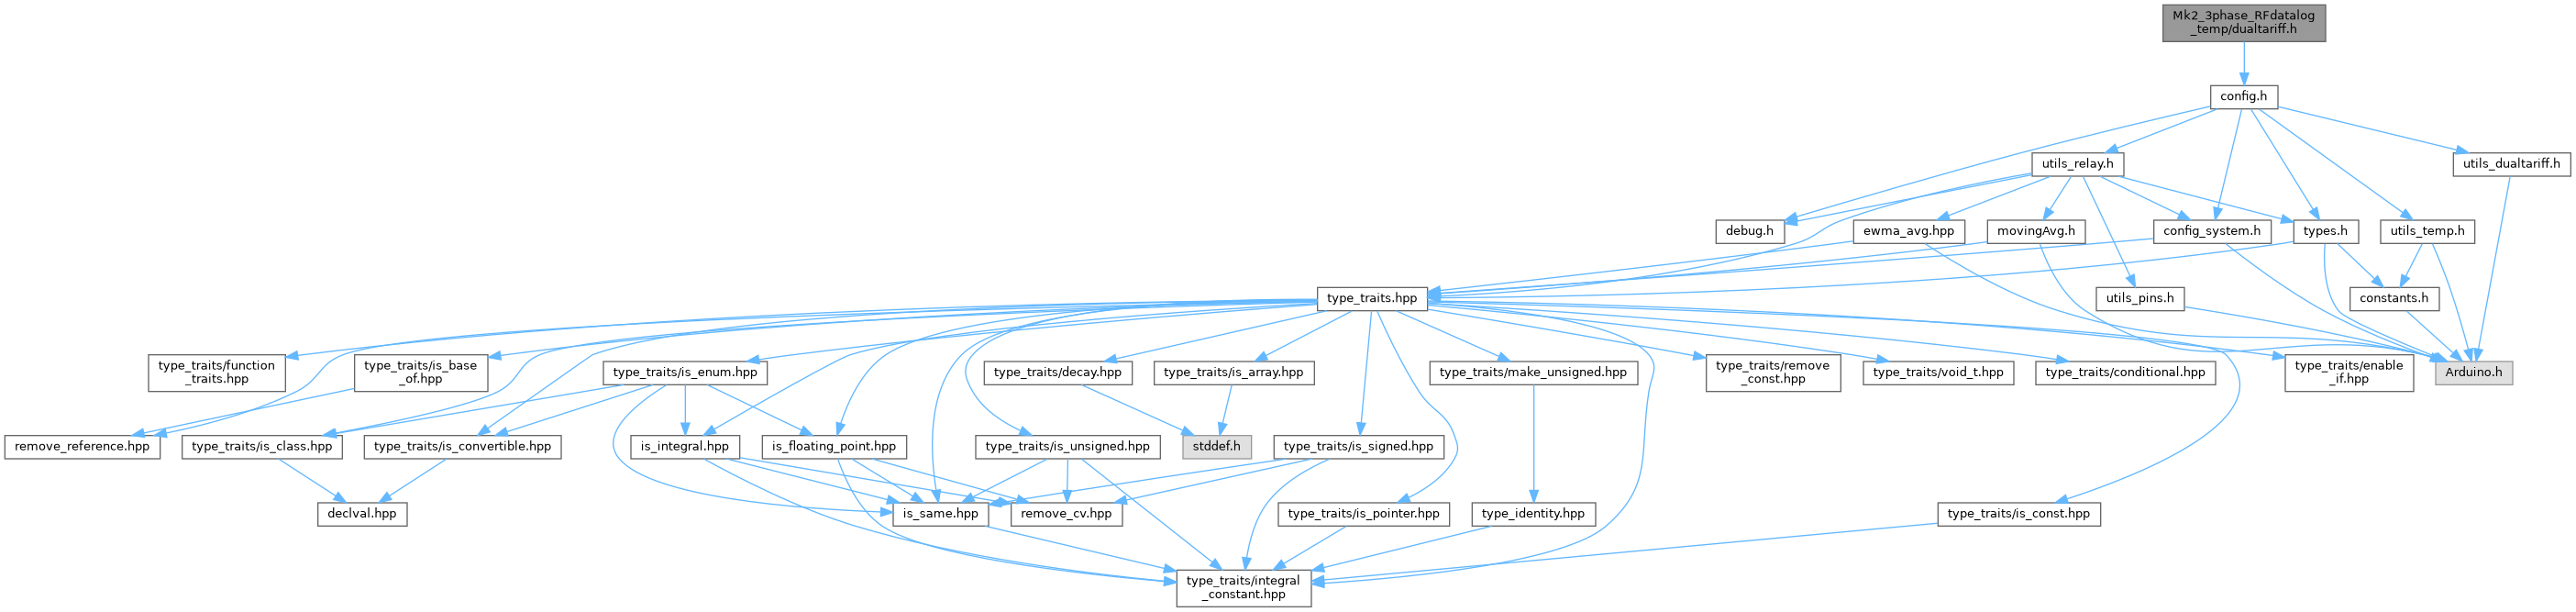 Mk2_3phase_RFdatalog
_temp/dualtariff.h
config.h
utils_relay.h
utils_dualtariff.h
debug.h
ewma_avg.hpp
movingAvg.h
config_system.h
types.h
utils_temp.h
type_traits.hpp
utils_pins.h
constants.h
type_traits/function
_traits.hpp
type_traits/is_base
_of.hpp
type_traits/is_enum.hpp
type_traits/decay.hpp
type_traits/is_array.hpp
type_traits/make_unsigned.hpp
type_traits/remove
_const.hpp
type_traits/void_t.hpp
type_traits/conditional.hpp
type_traits/enable
_if.hpp
Arduino.h
remove_reference.hpp
type_traits/is_class.hpp
type_traits/is_convertible.hpp
is_integral.hpp
is_floating_point.hpp
type_traits/is_unsigned.hpp
stddef.h
type_traits/is_signed.hpp
declval.hpp
is_same.hpp
remove_cv.hpp
type_traits/is_pointer.hpp
type_identity.hpp
type_traits/is_const.hpp
type_traits/integral
_constant.hpp